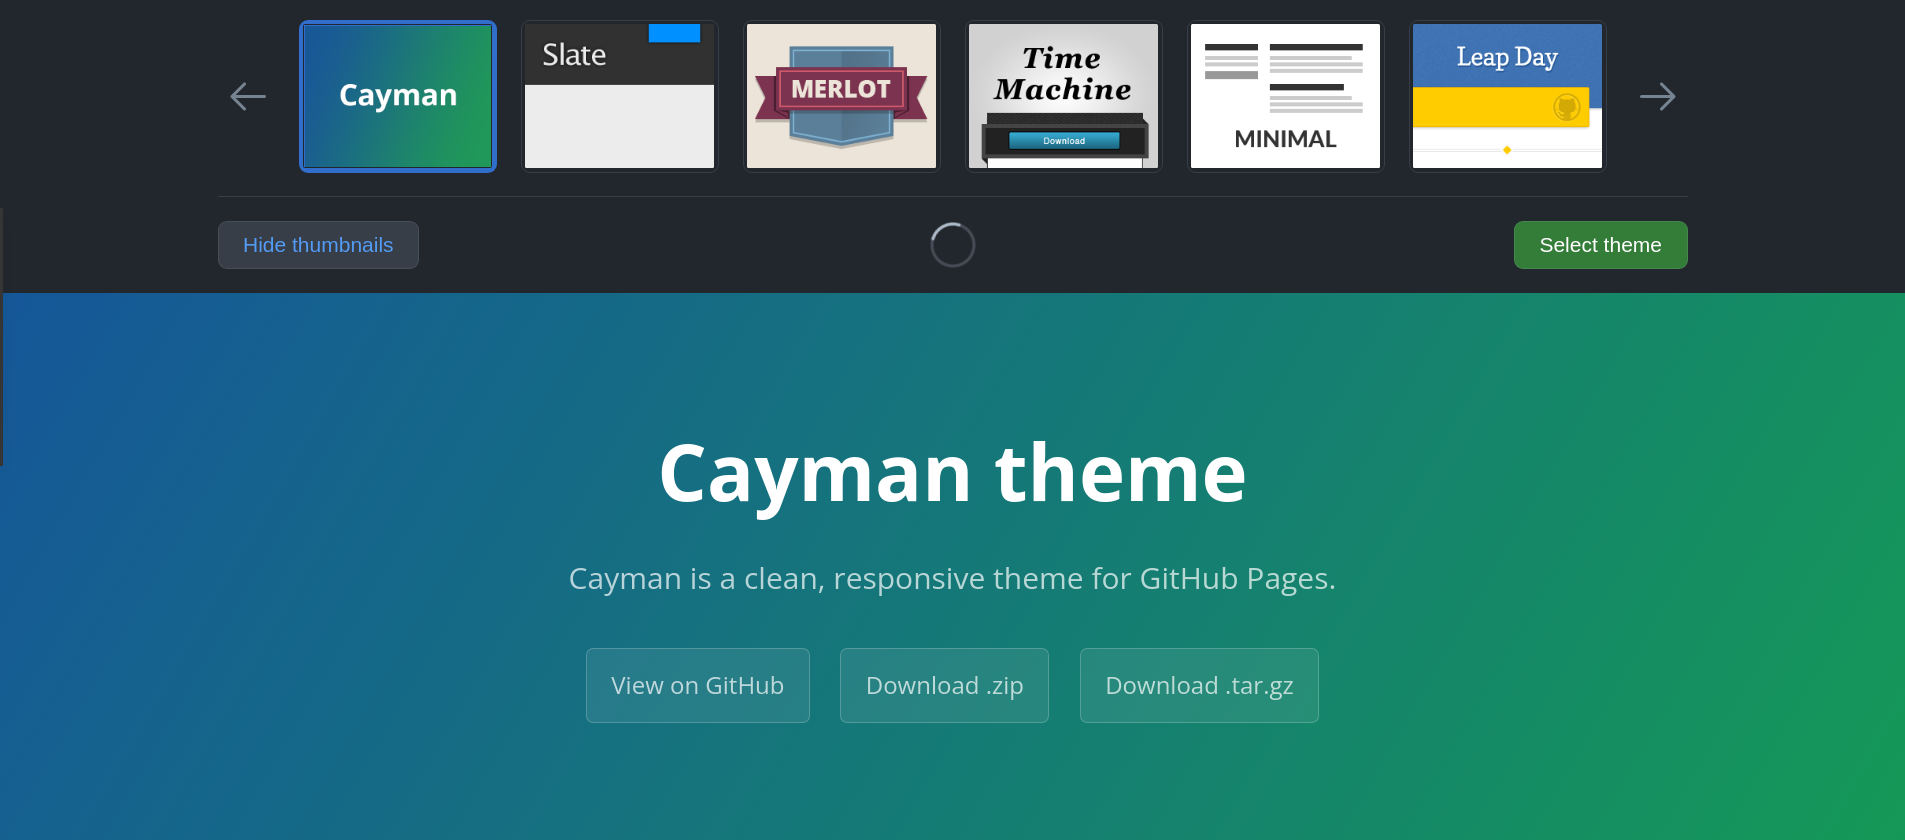 Cayman
Slate
MERLOT
Time
Machine
Download
MINIMAL
Leap Day
Hide thumbnails
Select theme
Cayman theme
Cayman is a clean, responsive theme for GitHub Pages.
View on GitHub
Download .zip
Download .tar.gz